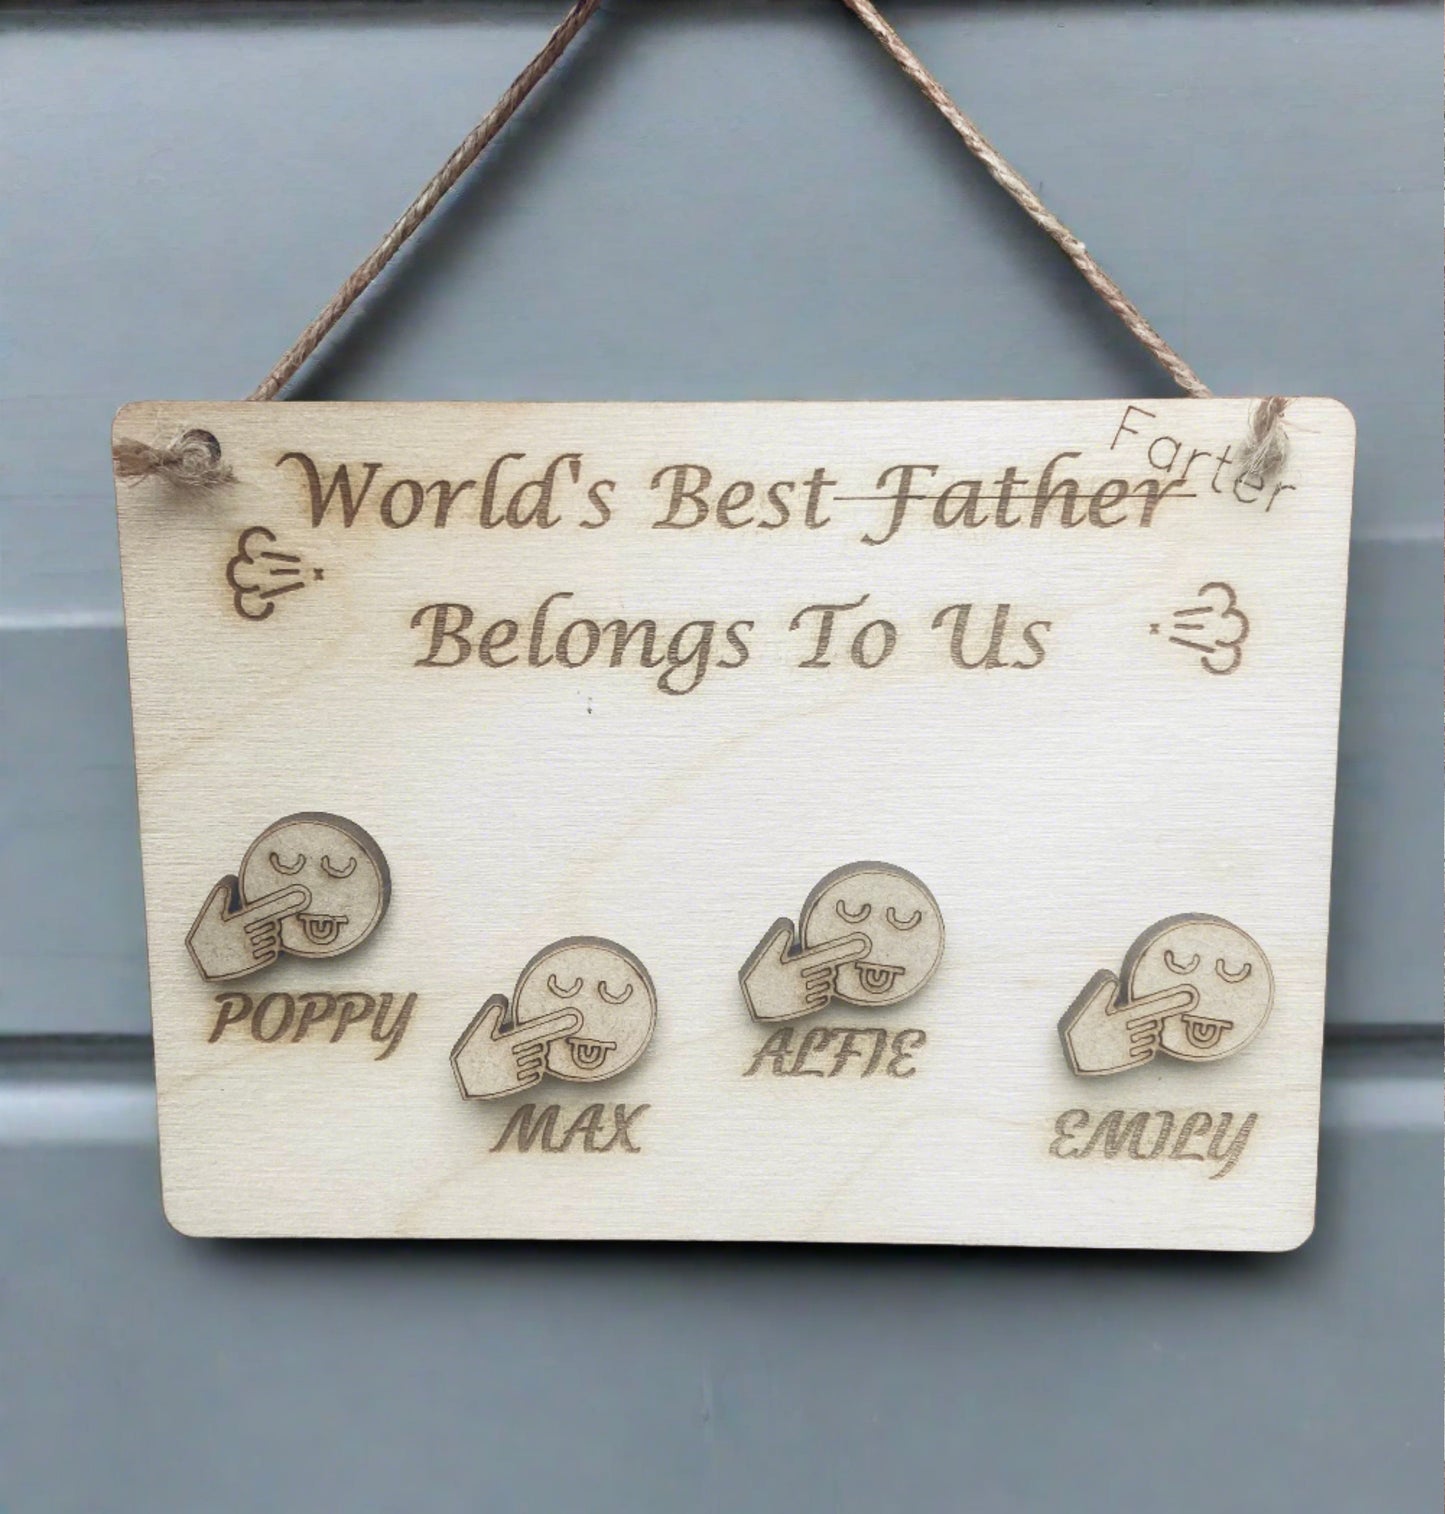 Farter
World's Best Father
Belongs To Us
POPPY
MAX
ALFIE
EMILY